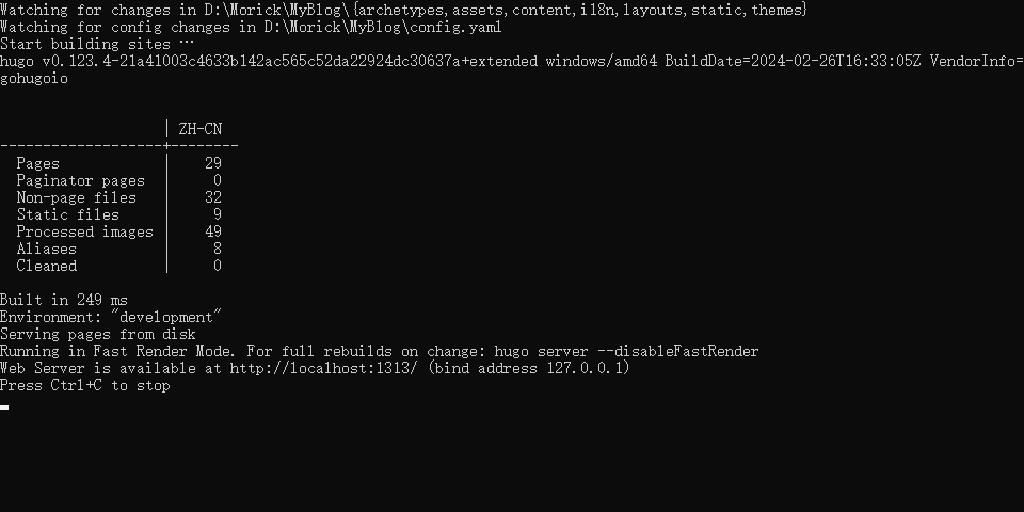 Watching for changes in D:\Morick\MyBlog\{archetypes,assets,content,i18n,layouts,static,themes}
Watching for config changes in D:\Morick\MyBlog\config.yaml
Start building sites …
hugo v0.123.4-21a41003c4633b142ac565c52da22924dc30637a+extended windows/amd64 BuildDate=2024-02-26T16:33:05Z VendorInfo=
gohugoio
                   | ZH-CN
-------------------+--------
  Pages            |    29
  Paginator pages  |     0
  Non-page files   |    32
  Static files     |     9
  Processed images |    49
  Aliases          |     8
  Cleaned          |     0
Built in 249 ms
Environment: "development"
Serving pages from disk
Running in Fast Render Mode. For full rebuilds on change: hugo server --disableFastRender
Web Server is available at http://localhost:1313/ (bind address 127.0.0.1)
Press Ctrl+C to stop